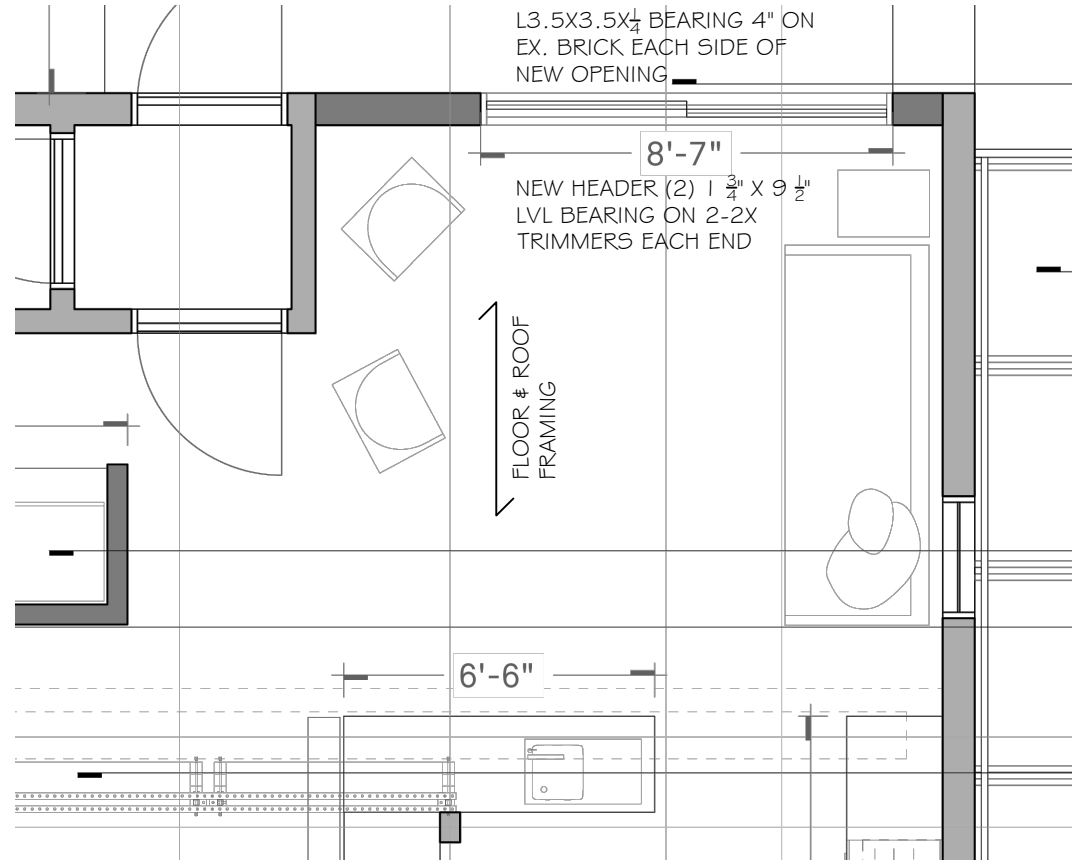 L3.5X3.5X1/4 BEARING 4" ON
EX. BRICK EACH SIDE OF
NEW OPENING
8'-7"
NEW HEADER (2) 1 3/4" X 9 1/2"
LVL BEARING ON 2-2X
TRIMMERS EACH END
FLOOR & ROOF
FRAMING
6'-6"